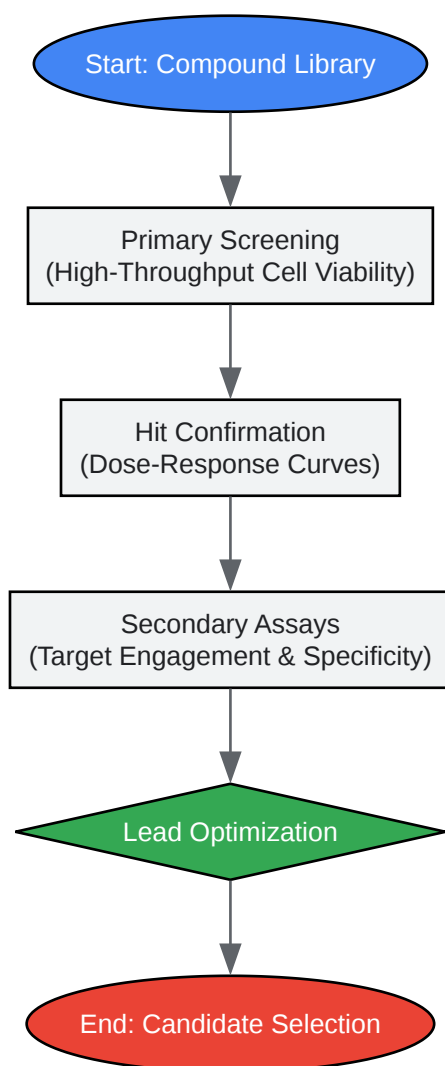 Start: Compound Library
Primary Screening
(High-Throughput Cell Viability)
Hit Confirmation
(Dose-Response Curves)
Secondary Assays
(Target Engagement & Specificity)
Lead Optimization
End: Candidate Selection